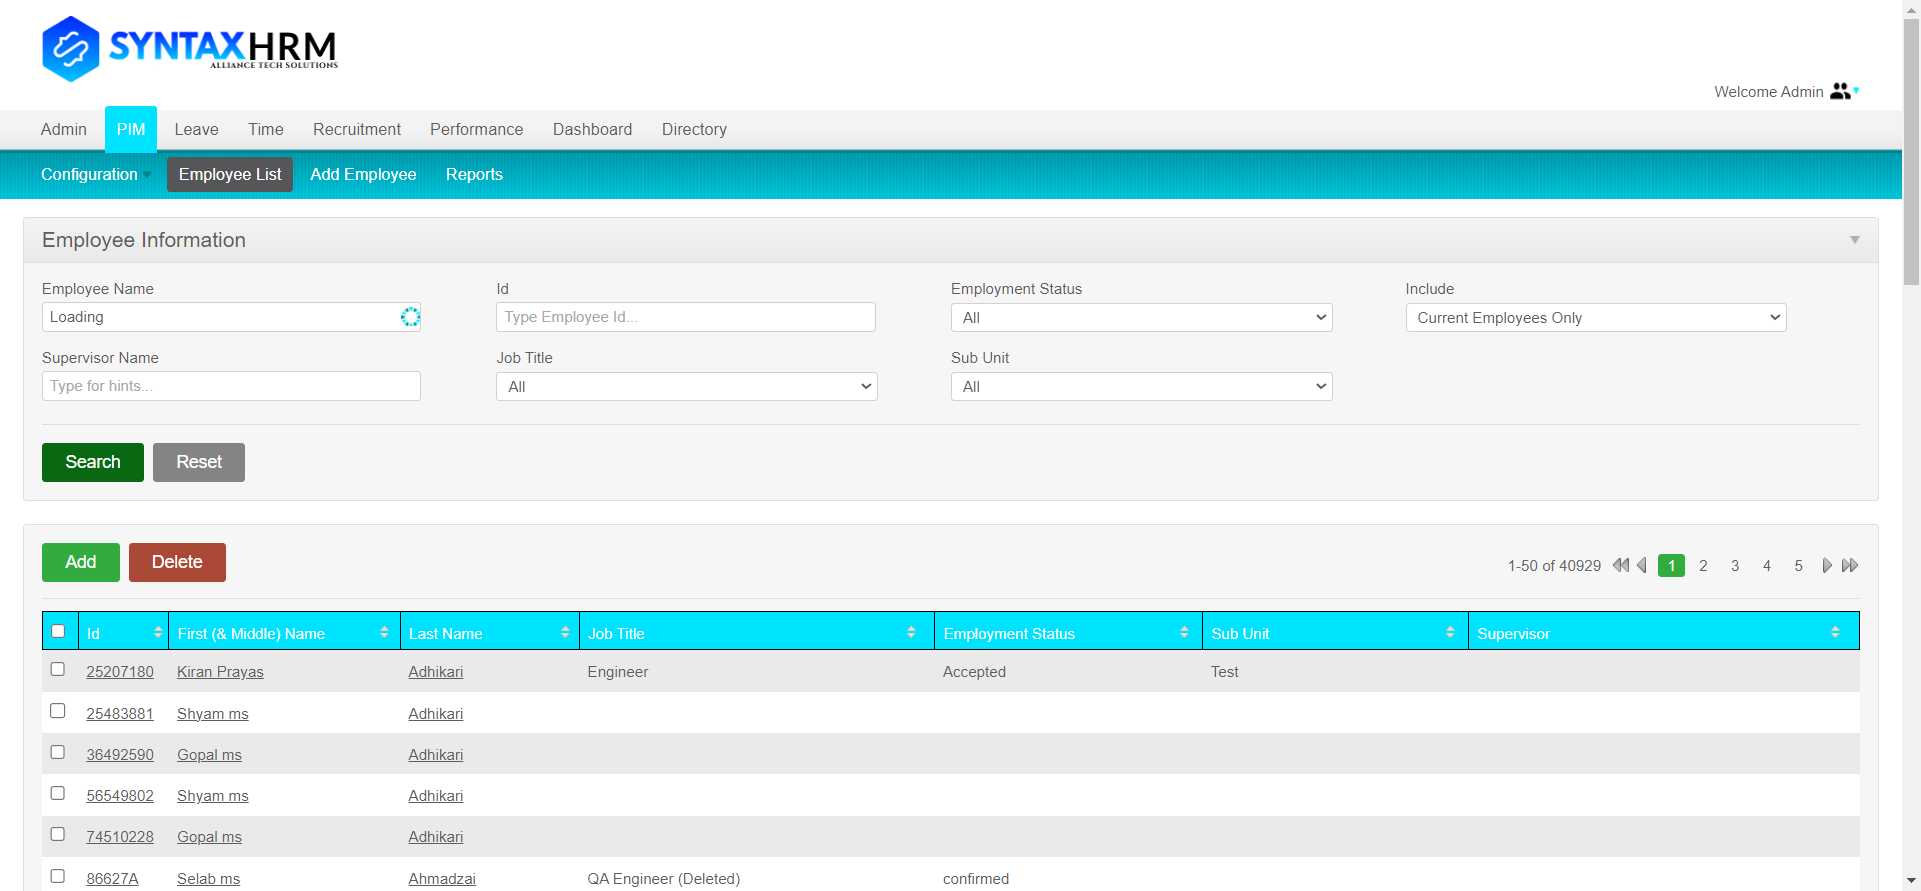 SYNTAXHRM
ALLIANCE TECH SOLUTIONS
Welcome Admin
Admin PIM Leave Time Recruitment Performance Dashboard Directory
Configuration Employee List Add Employee Reports
Employee Information
Employee Name Id Employment Status Include
Loading Type Employee Id... All Current Employees Only
Supervisor Name Job Title Sub Unit
Type for hints... All All
Search Reset
Add Delete
1-50 of 40929 1 2 3 4 5
Id First (& Middle) Name Last Name Job Title Employment Status Sub Unit Supervisor
25207180 Kiran Prayas Adhikari Engineer Accepted Test
25483881 Shyam ms Adhikari
36492590 Gopal ms Adhikari
56549802 Shyam ms Adhikari
74510228 Gopal ms Adhikari
86627A Selab ms Ahmadzai QA Engineer (Deleted) confirmed